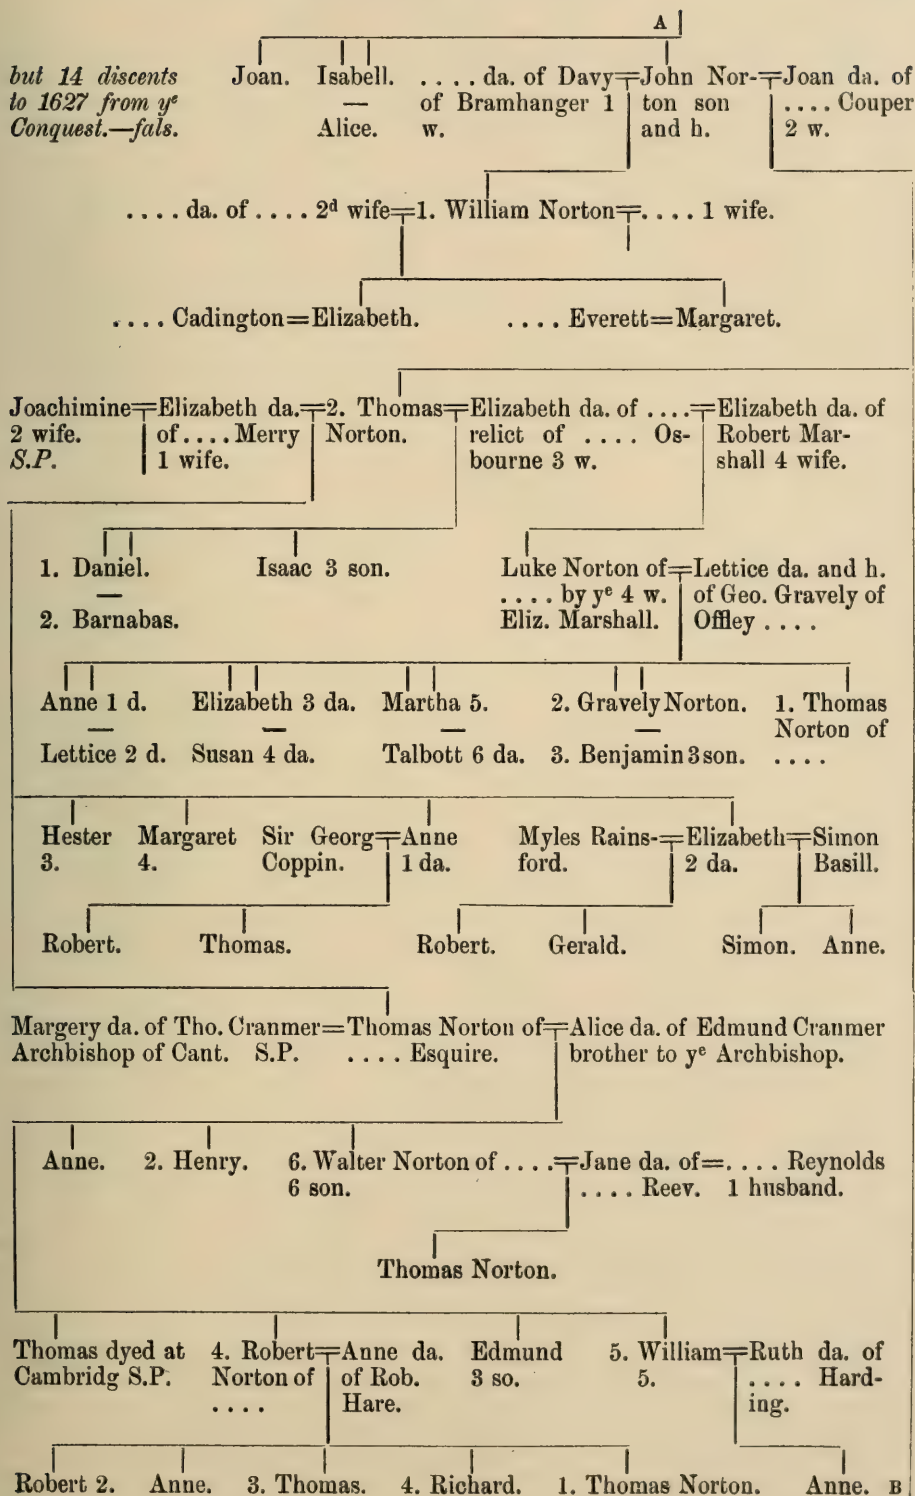 A
but 14 discents Joan. Isabell. .... da. of Davy John Nor- Joan da. of
to 1627 from yᵉ — of Bramhanger 1 ton son .... Couper
Conquest.—fals. Alice. w. and h. 2 w.
.... da. of .... 2ᵈ wife 1. William Norton .... 1 wife.
.... Cadington=Elizabeth. .... Everett=Margaret.
Joachimine Elizabeth da. 2. Thomas Elizabeth da. of .... Elizabeth da. of
2 wife. of .... Merry Norton. relict of .... Os- Robert Mar-
S.P. 1 wife. bourne 3 w. shall 4 wife.
1. Daniel. Isaac 3 son. Luke Norton of Lettice da. and h.
— .... by yᵉ 4 w. of Geo. Gravely of
2. Barnabas. Eliz. Marshall. Offley ....
Anne 1 d. Elizabeth 3 da. Martha 5. 2. Gravely Norton. 1. Thomas
— — — — Norton of
Lettice 2 d. Susan 4 da. Talbott 6 da. 3. Benjamin 3 son. ....
Hester Margaret Sir Georg Anne Myles Rains- Elizabeth Simon
3. 4. Coppin. 1 da. ford. 2 da. Basill.
Robert. Thomas. Robert. Gerald. Simon. Anne.
Margery da. of Tho. Cranmer=Thomas Norton of Alice da. of Edmund Cranmer
Archbishop of Cant. S.P. .... Esquire. brother to yᵉ Archbishop.
Anne. 2. Henry. 6. Walter Norton of .... Jane da. of=.... Reynolds
6 son. .... Reev. 1 husband.
Thomas Norton.
Thomas dyed at 4. Robert Anne da. Edmund 5. William Ruth da. of
Cambridg S.P. Norton of of Rob. 3 so. 5. .... Hard-
.... Hare. ing.
Robert 2. Anne. 3. Thomas. 4. Richard. 1. Thomas Norton. Anne. B